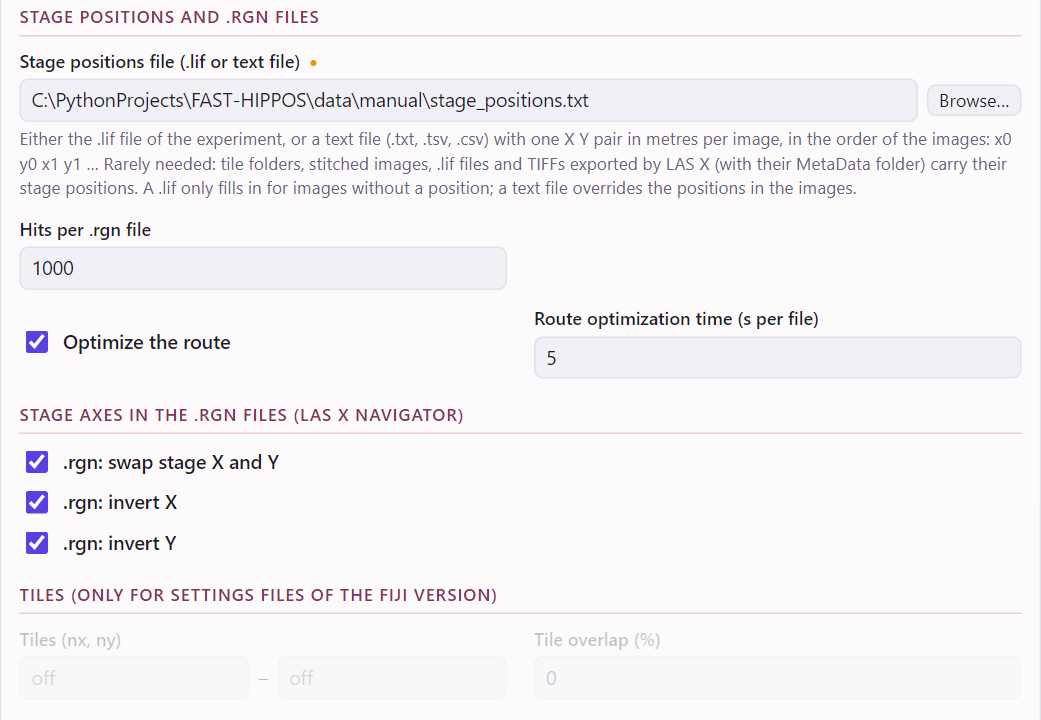 STAGE POSITIONS AND .RGN FILES
Stage positions file (.lif or text file)
C:\PythonProjects\FAST-HIPPOS\data\manual\stage_positions.txt
Browse...
Either the .lif file of the experiment, or a text file (.txt, .tsv, .csv) with one X Y pair in metres per image, in the order of the images: x0
y0 x1 y1 ... Rarely needed: tile folders, stitched images, .lif files and TIFFs exported by LAS X (with their MetaData folder) carry their
stage positions. A .lif only fills in for images without a position; a text file overrides the positions in the images.
Hits per .rgn file
1000
Optimize the route
Route optimization time (s per file)
5
STAGE AXES IN THE .RGN FILES (LAS X NAVIGATOR)
.rgn: swap stage X and Y
.rgn: invert X
.rgn: invert Y
TILES (ONLY FOR SETTINGS FILES OF THE FIJI VERSION)
Tiles (nx, ny)
off – off
Tile overlap (%)
0